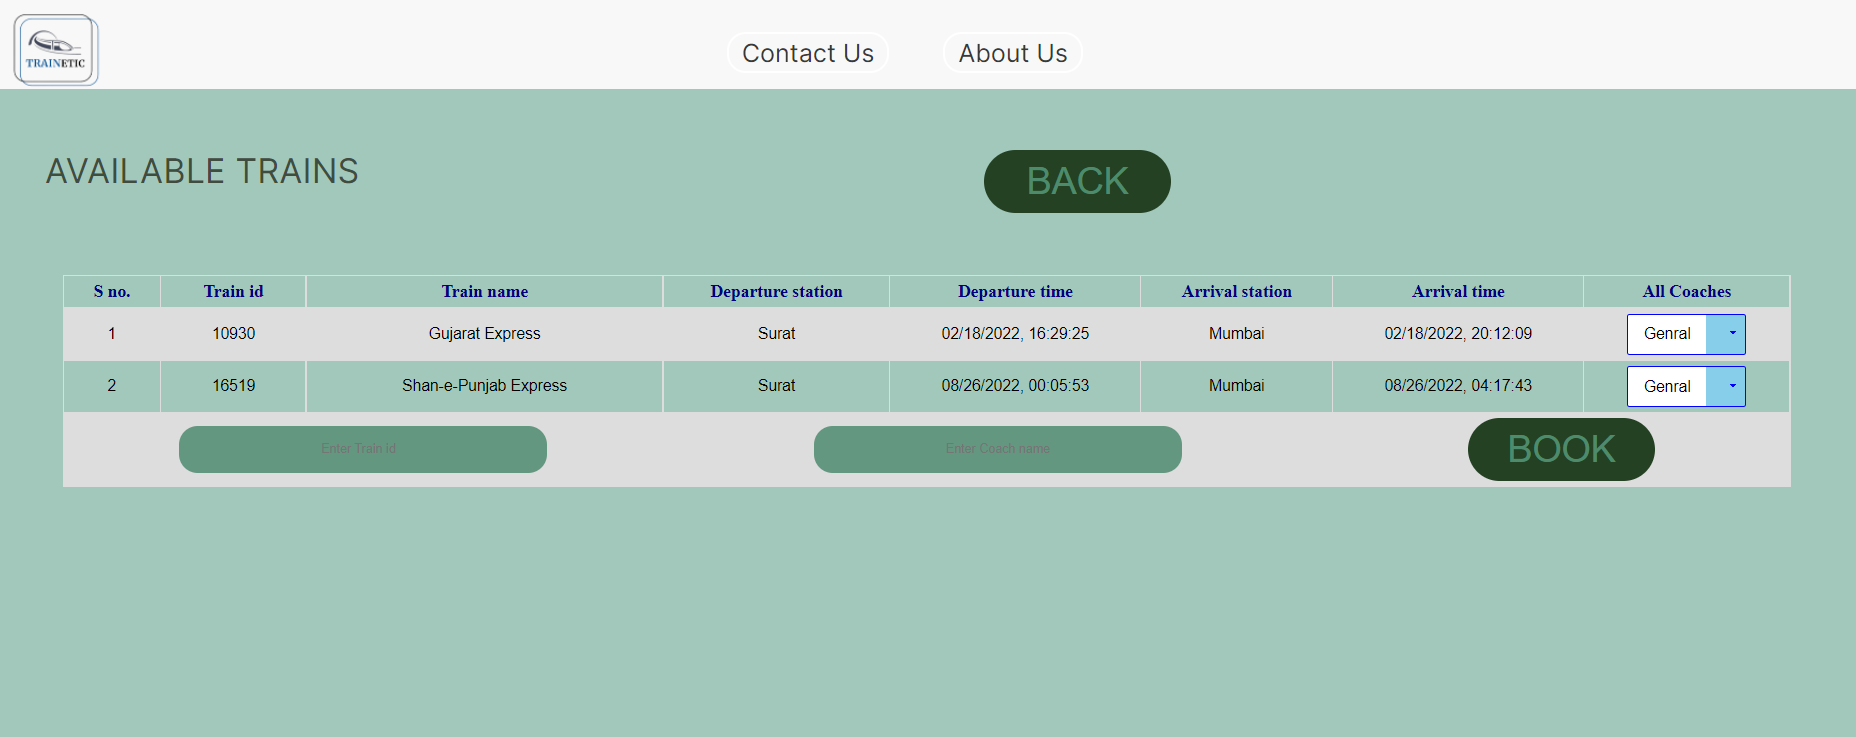 TRAINETIC
Contact Us About Us
AVAILABLE TRAINS
BACK
S no. Train id Train name Departure station Departure time Arrival station Arrival time All Coaches
1 10930 Gujarat Express Surat 02/18/2022, 16:29:25 Mumbai 02/18/2022, 20:12:09 Genral
2 16519 Shan-e-Punjab Express Surat 08/26/2022, 00:05:53 Mumbai 08/26/2022, 04:17:43 Genral
Enter Train id Enter Coach name BOOK